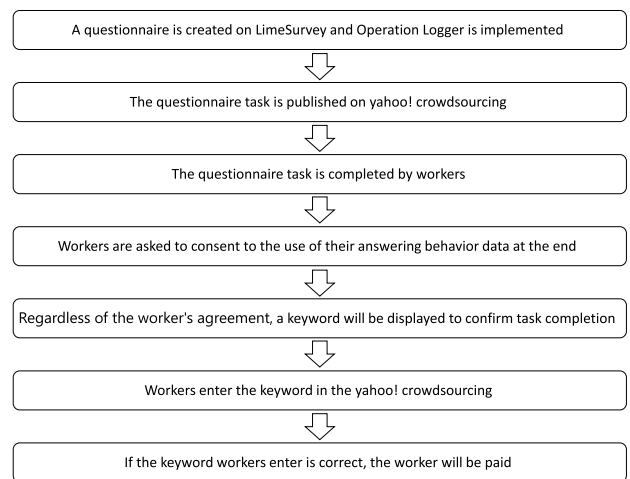 A questionnaire is created on LimeSurvey and Operation Logger is implemented
The questionnaire task is published on yahoo! crowdsourcing
The questionnaire task is completed by workers
Workers are asked to consent to the use of their answering behavior data at the end
Regardless of the worker's agreement, a keyword will be displayed to confirm task completion
Workers enter the keyword in the yahoo! crowdsourcing
If the keyword workers enter is correct, the worker will be paid